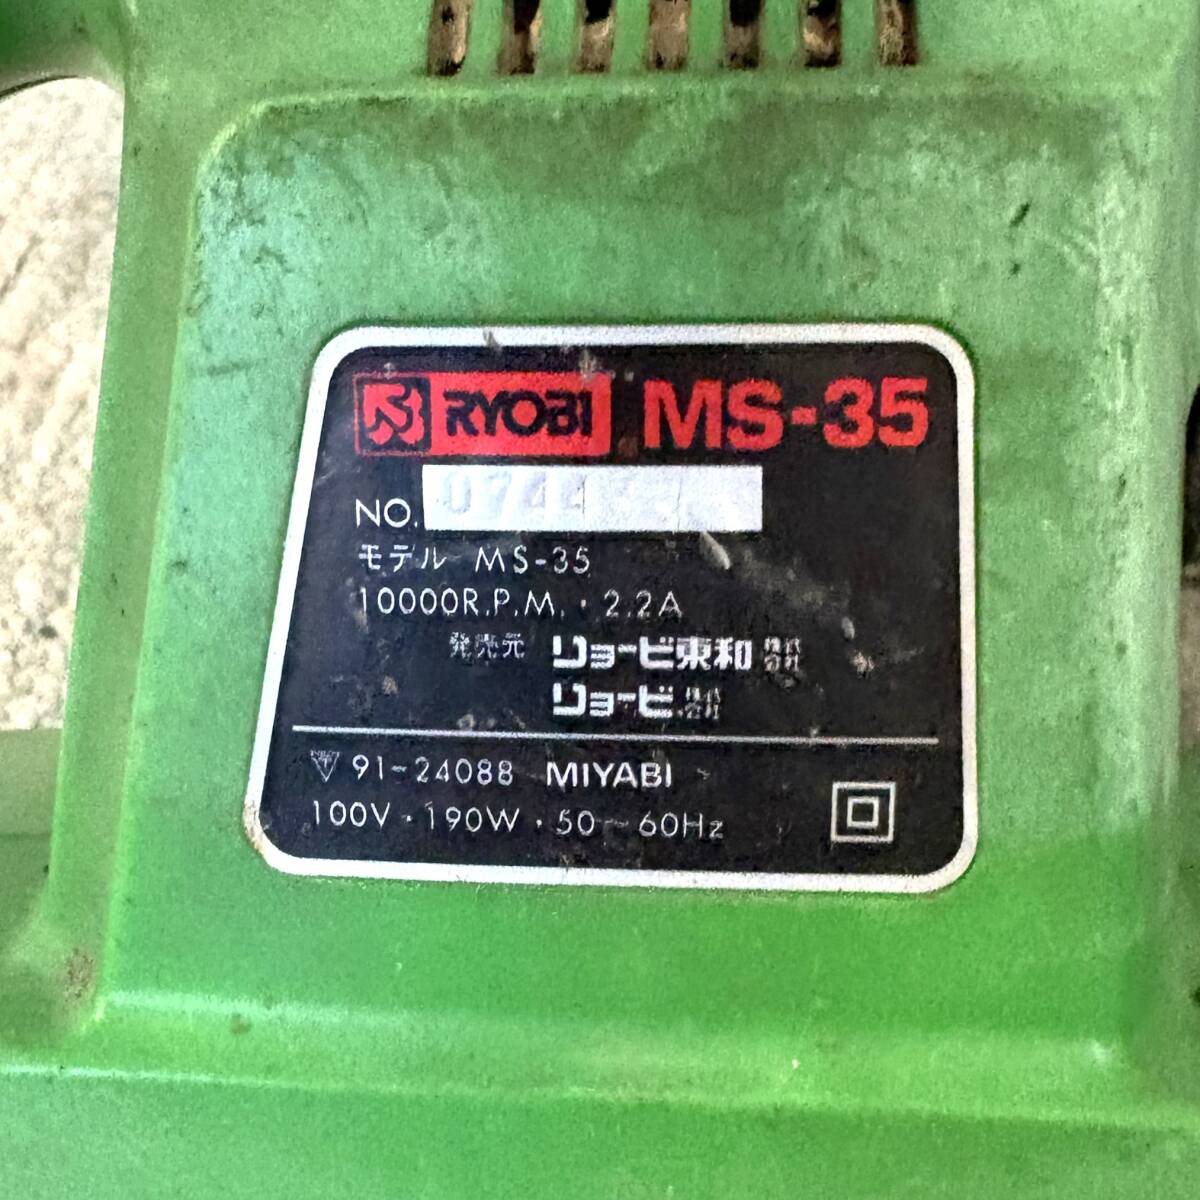 RYOBI MS-35
NO. 0744
モデル MS-35
10000R.P.M. · 2.2A
発売元 リョービ東和 株式会社
リョービ 株式会社
91-24088 MIYABI
100V · 190W · 50~60Hz